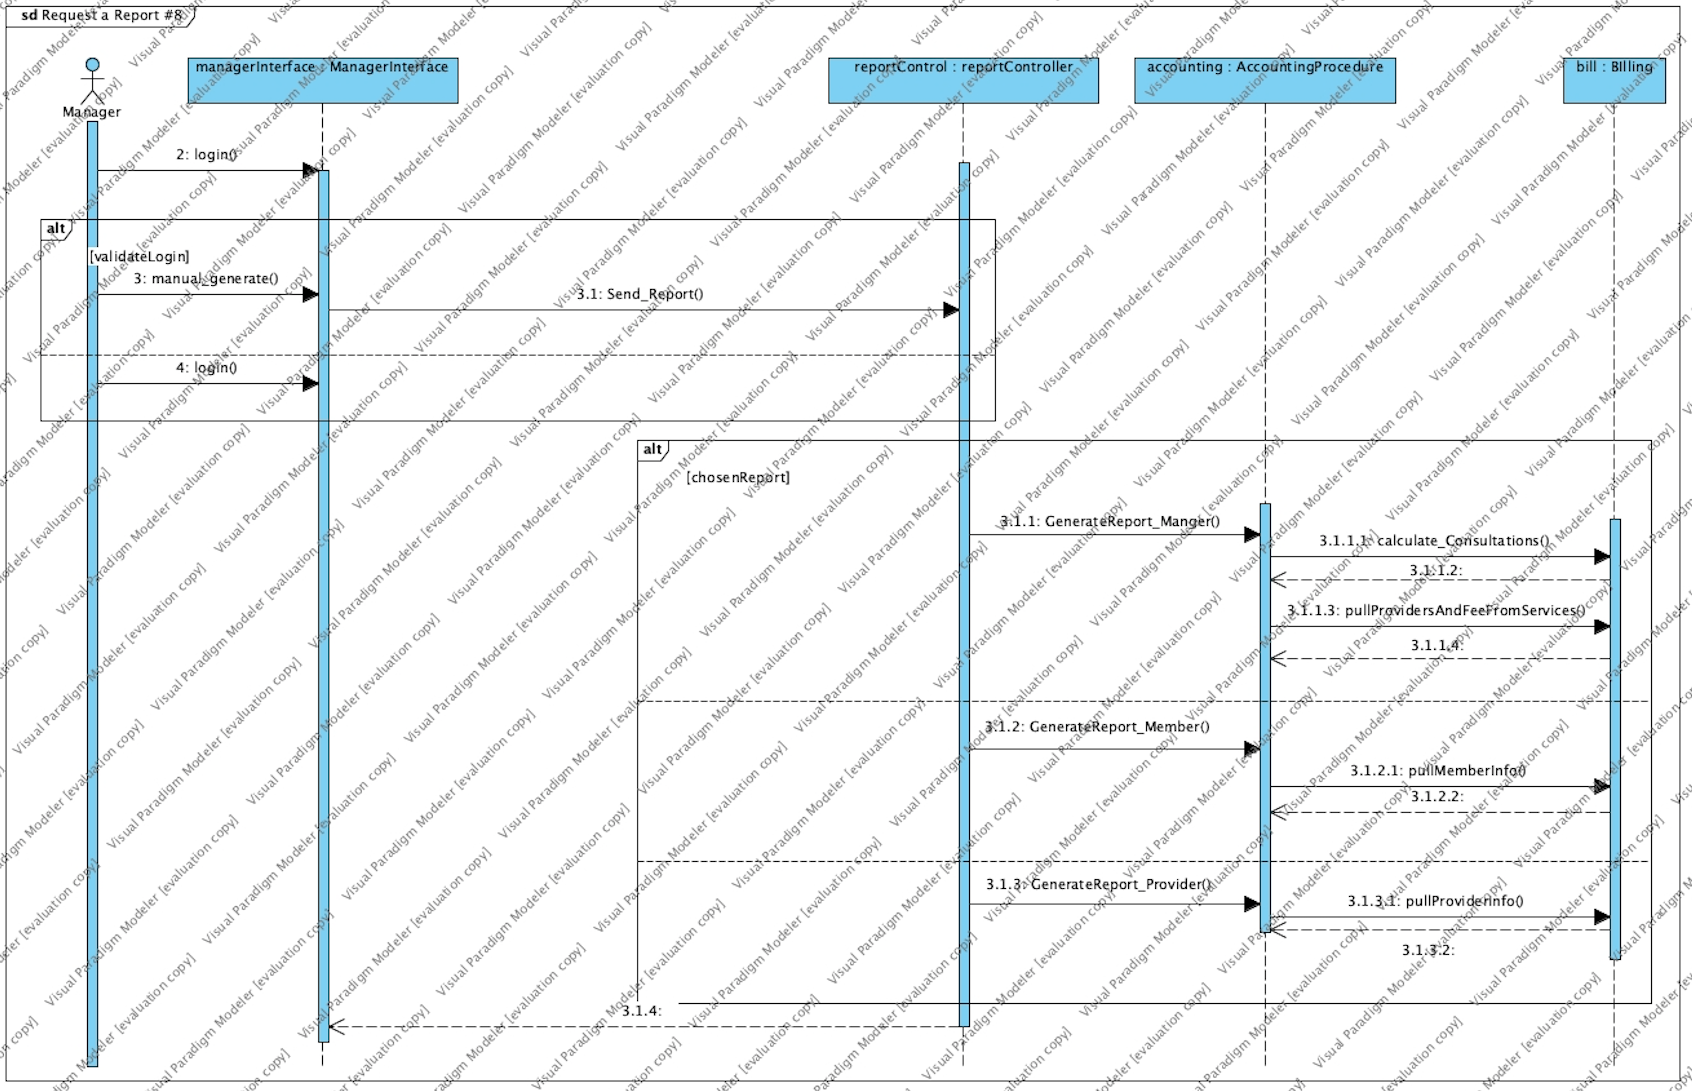 sd Request a Report #8
managerInterface : ManagerInterface
reportControl : reportController
accounting : AccountingProcedure
bill : BIlling
Manager
2: login()
alt
[validateLogin]
3: manual_generate()
3.1: Send_Report()
4: login()
alt
[chosenReport]
3.1.1: GenerateReport_Manger()
3.1.1.1: calculate_Consultations()
3.1.1.2:
3.1.1.3: pullProvidersAndFeeFromServices()
3.1.1.4:
3.1.2: GenerateReport_Member()
3.1.2.1: pullMemberInfo()
3.1.2.2:
3.1.3: GenerateReport_Provider()
3.1.3.1: pullProviderInfo()
3.1.3.2:
3.1.4:
Visual Paradigm Modeler [evaluation copy]